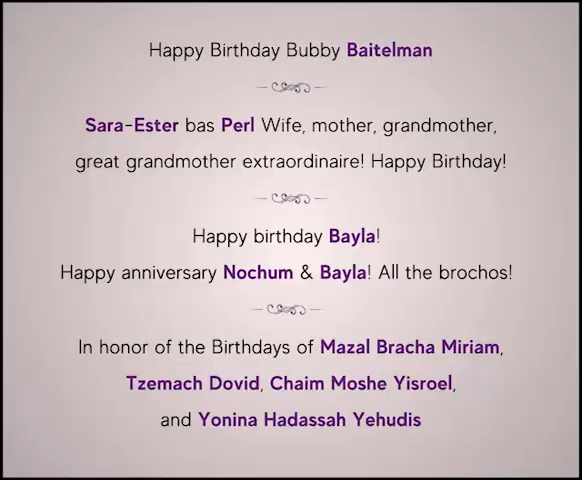 Happy Birthday Bubby Baitelman
Sara-Ester bas Perl Wife, mother, grandmother,
great grandmother extraordinaire! Happy Birthday!
Happy birthday Bayla!
Happy anniversary Nochum & Bayla! All the brochos!
In honor of the Birthdays of Mazal Bracha Miriam,
Tzemach Dovid, Chaim Moshe Yisroel,
and Yonina Hadassah Yehudis